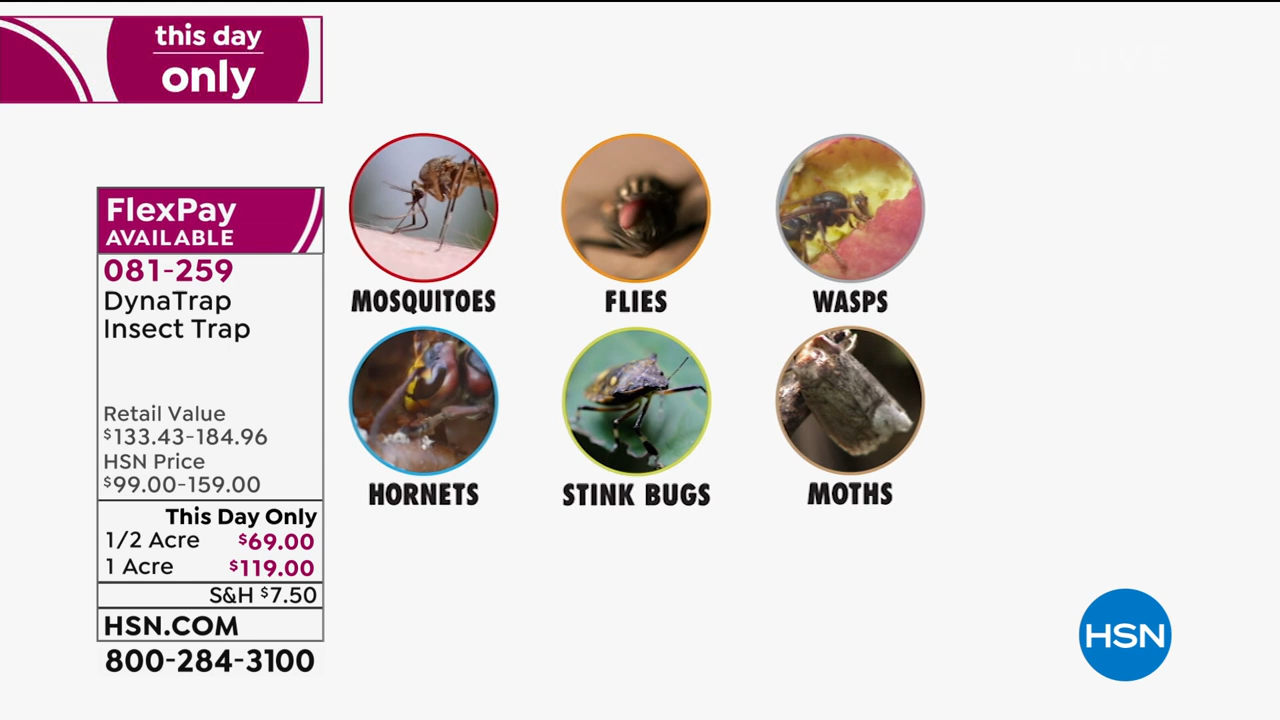 this day
only
FlexPay
AVAILABLE
081-259
DynaTrap
Insect Trap
Retail Value
$133.43-184.96
HSN Price
$99.00-159.00
This Day Only
1/2 Acre $69.00
1 Acre $119.00
S&H $7.50
HSN.COM
800-284-3100
MOSQUITOES FLIES WASPS
HORNETS STINK BUGS MOTHS
HSN